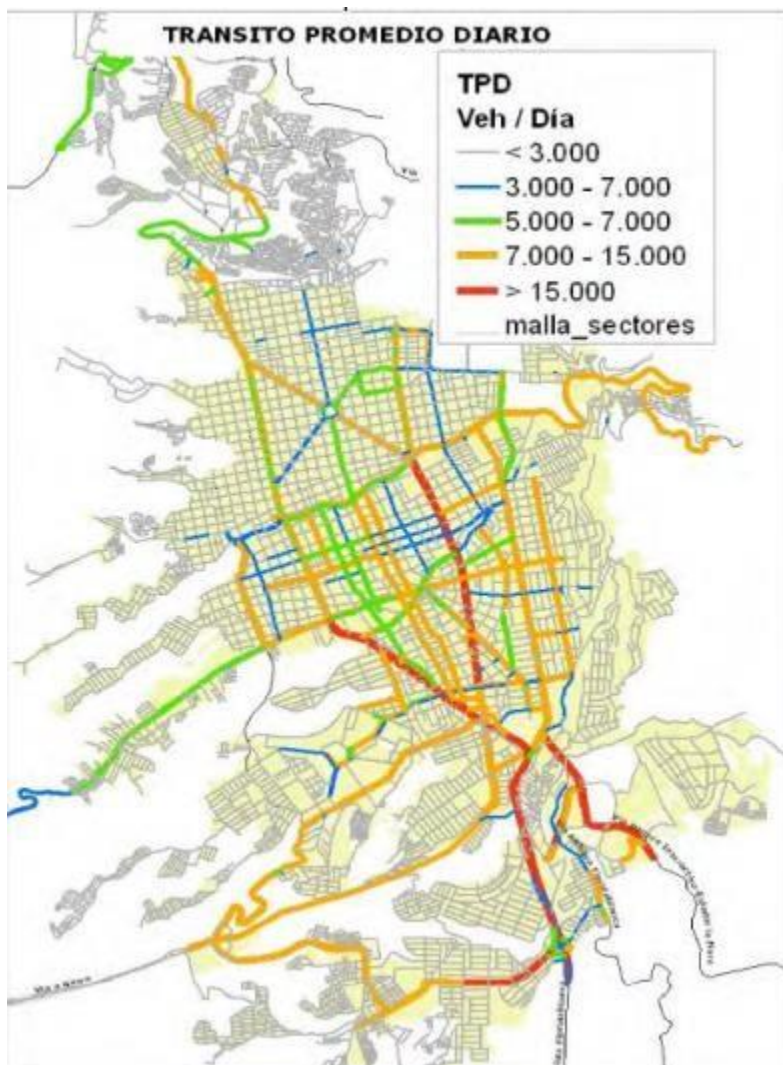 TRANSITO PROMEDIO DIARIO
TPD
Veh / Día
< 3.000
3.000 - 7.000
5.000 - 7.000
7.000 - 15.000
> 15.000
malla_sectores